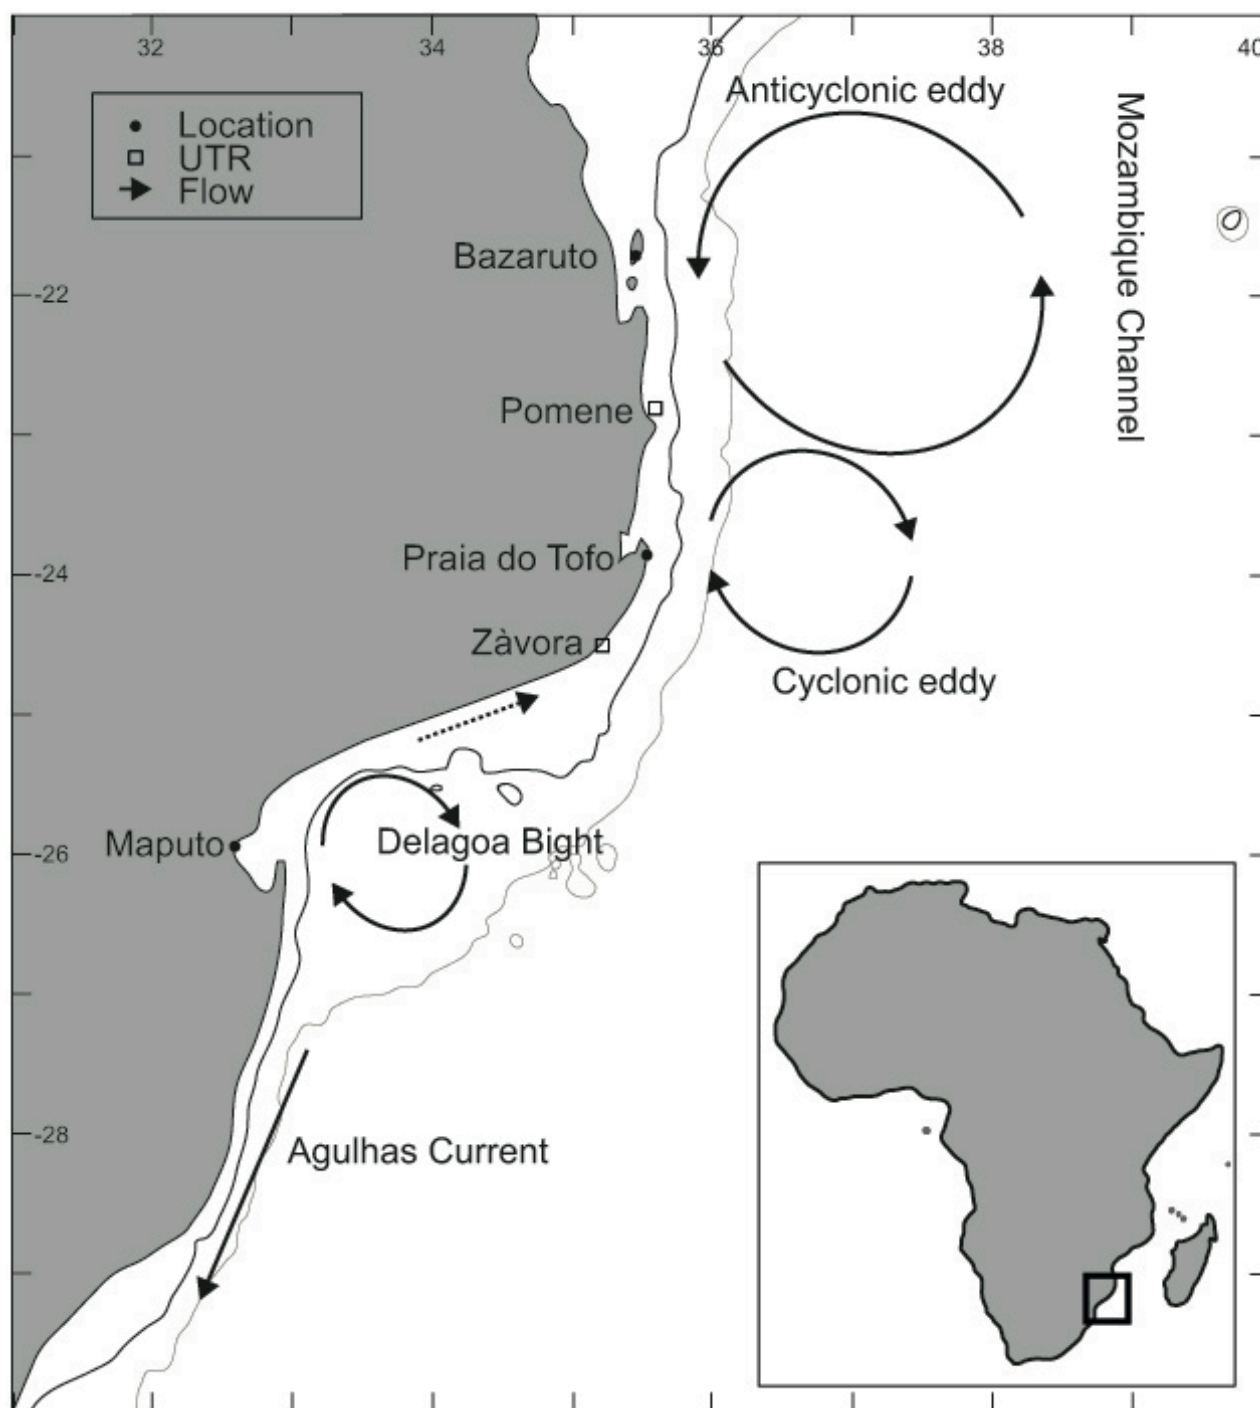 32
34
36
38
40
Anticyclonic eddy
Location
UTR
Flow
Mozambique Channel
Bazaruto
-22
Pomene
Praia do Tofo
-24
Zàvora
Cyclonic eddy
Maputo
Delagoa Bight
-26
-28
Agulhas Current